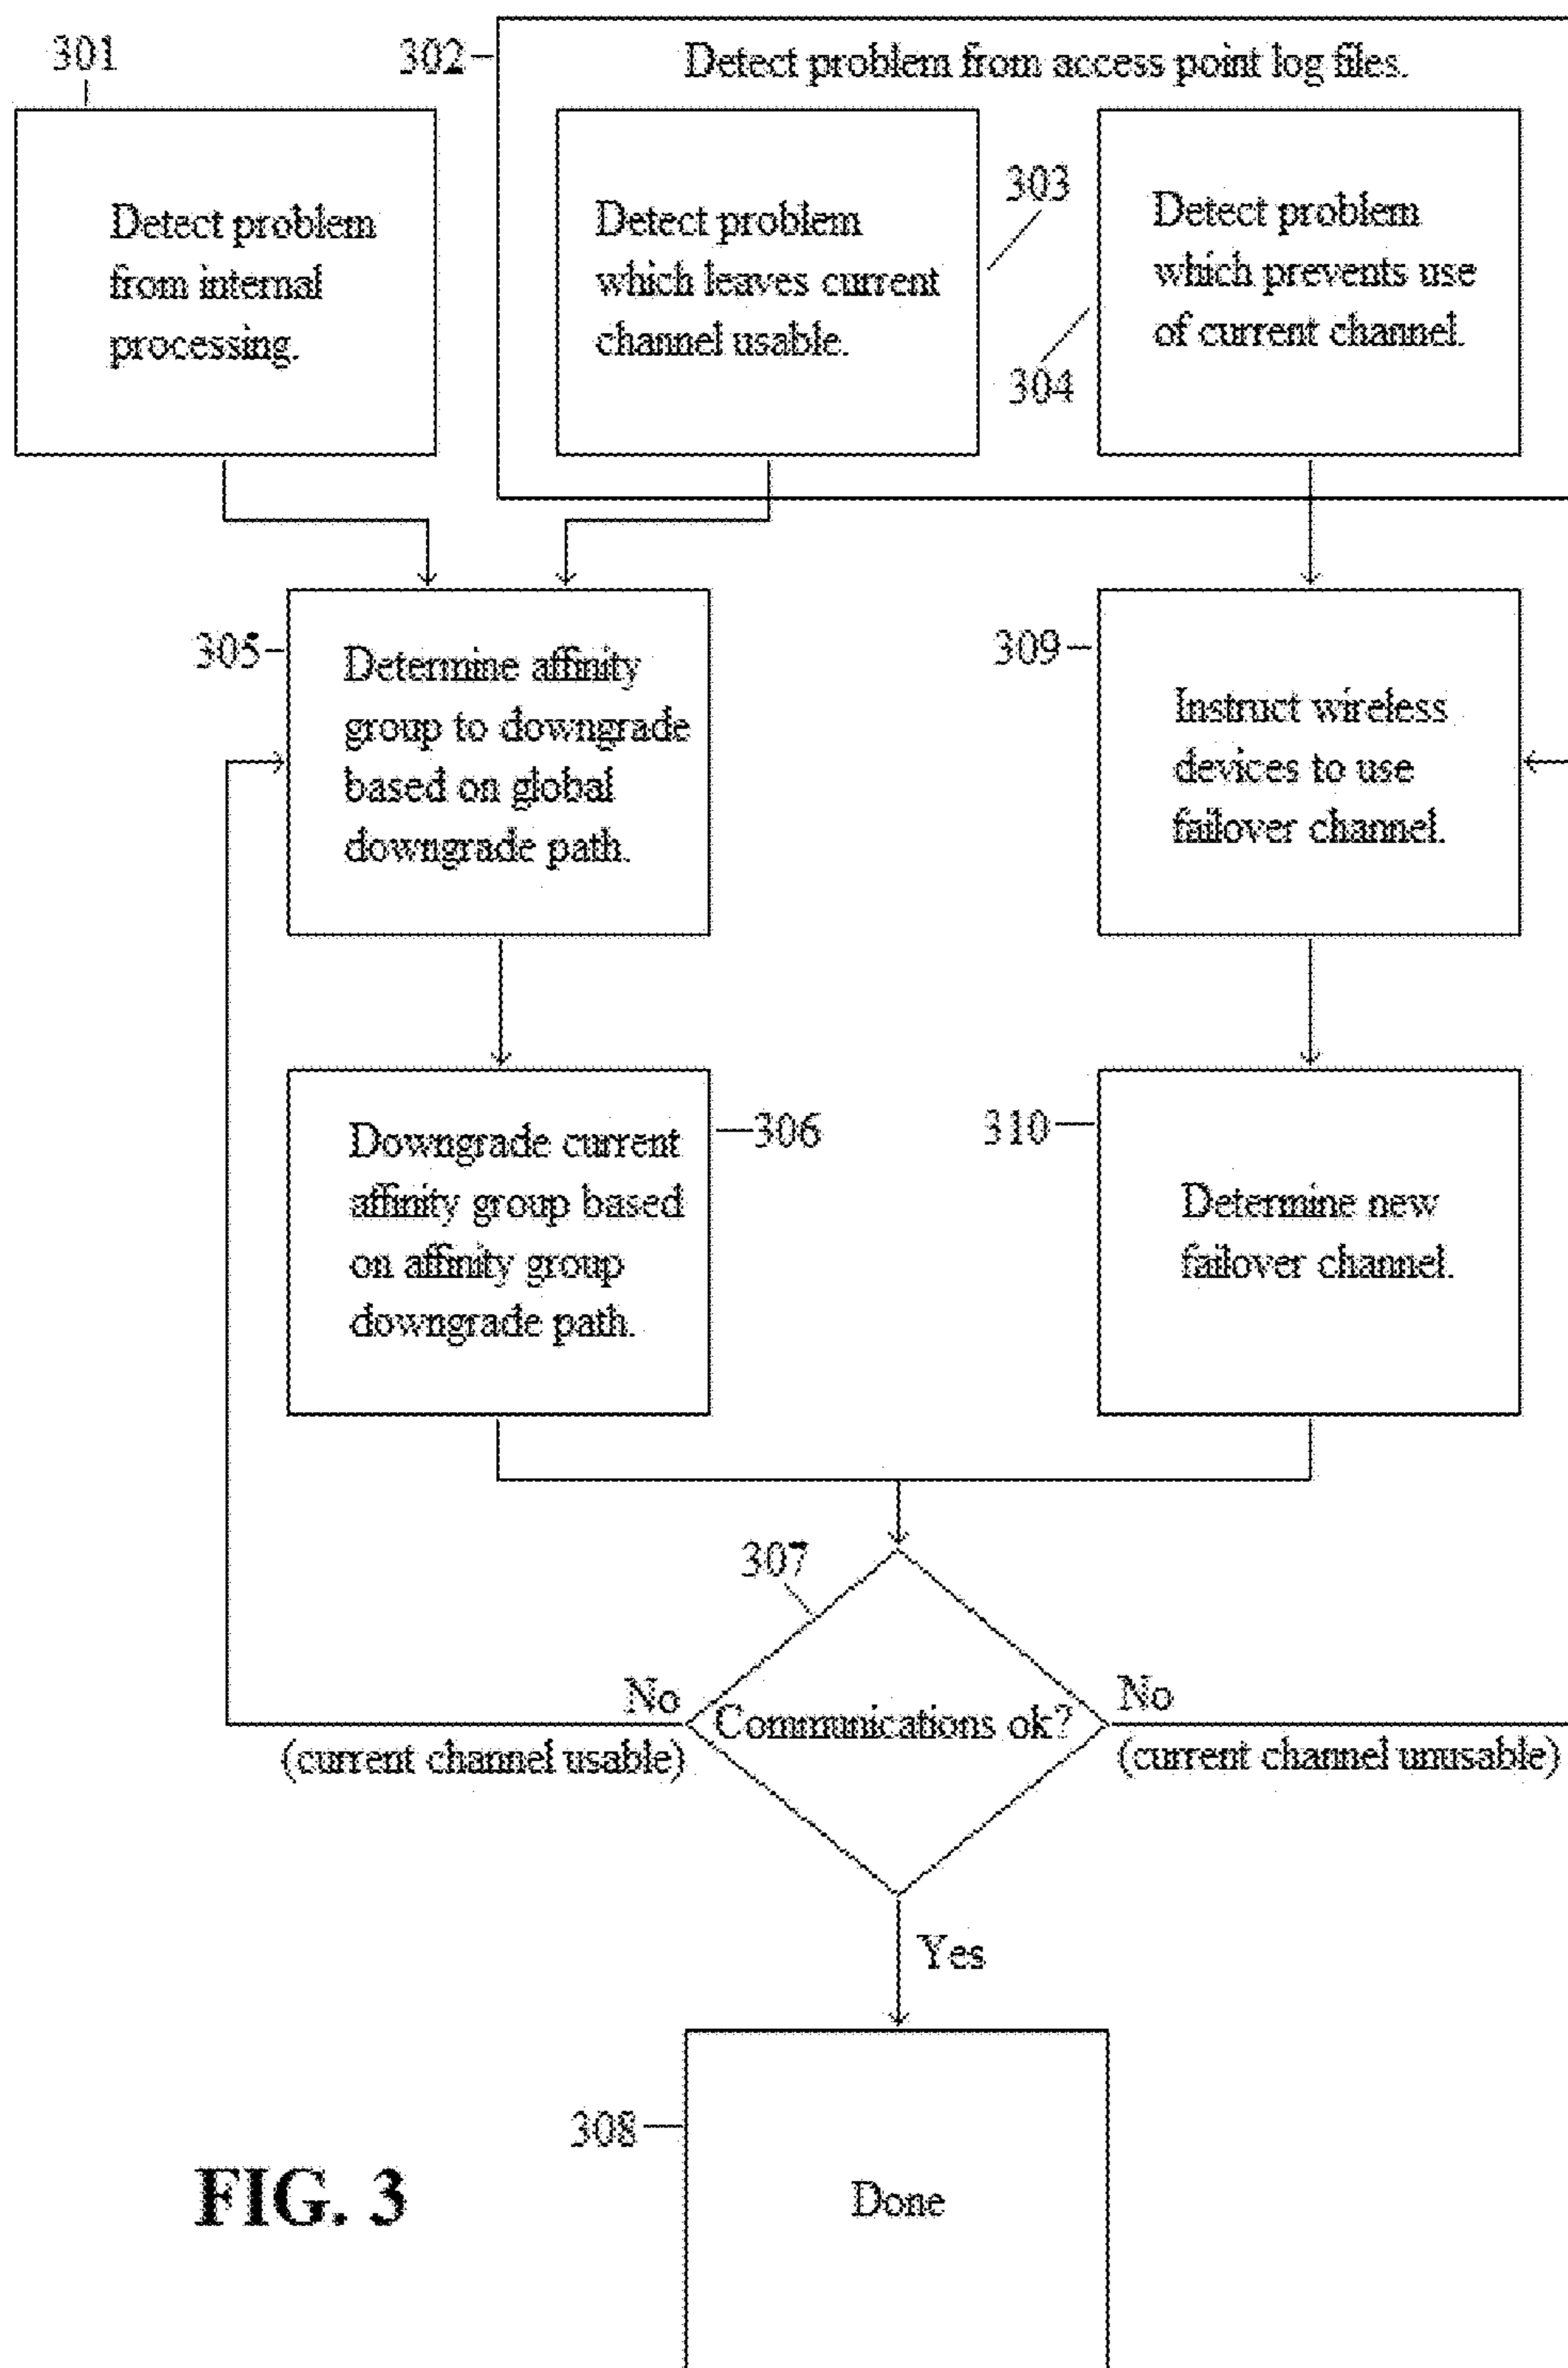 301
302
Detect problem from access point log files.
Detect problem
from internal
processing.
Detect problem
which leaves current
channel usable.
303
304
Detect problem
which prevents use
of current channel.
305
Determine affinity
group to downgrade
based on global
downgrade path.
309
Instruct wireless
devices to use
failover channel.
Downgrade current
affinity group based
on affinity group
downgrade path.
306
310
Determine new
failover channel.
307
Communications ok?
No
(current channel usable)
No
(current channel unusable)
Yes
308
Done
FIG. 3